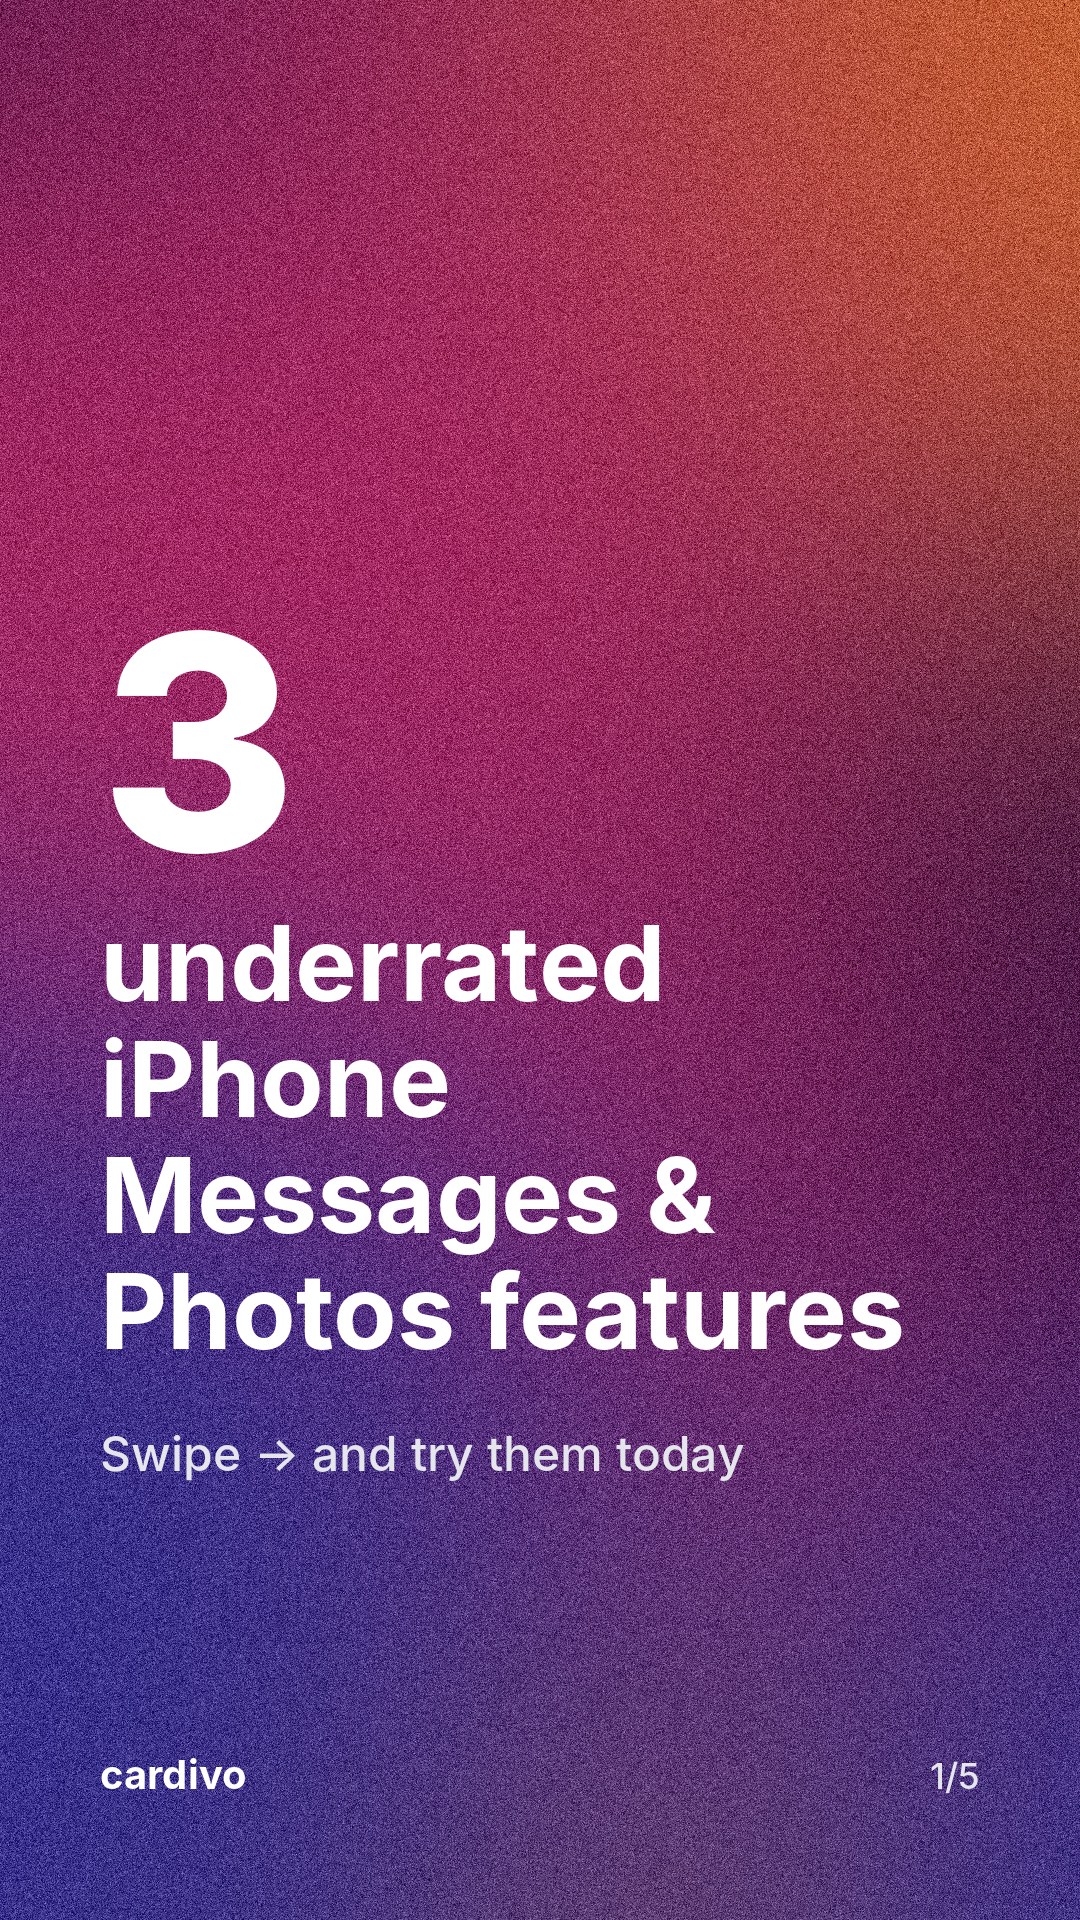 3
underrated
iPhone
Messages &
Photos features
Swipe → and try them today
cardivo
1/5